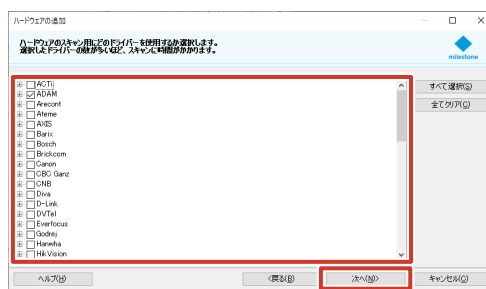 ハードウェアの追加
ハードウェアのスキャン用にどのドライバーを使用するか選択します。
選択したドライバーの数が多いほど、スキャンに時間がかかります。
milestone
ACTi
ADAM
Arecont
Ateme
AXIS
Barix
Bosch
Brickcom
Canon
CBC Ganz
CNB
Diva
D-Link
DVTel
Everfocus
Godrej
Hanwha
HikVision
すべて選択(S)
全てクリア(C)
ヘルプ(H)
<戻る(B)
次へ(N)>
キャンセル(C)